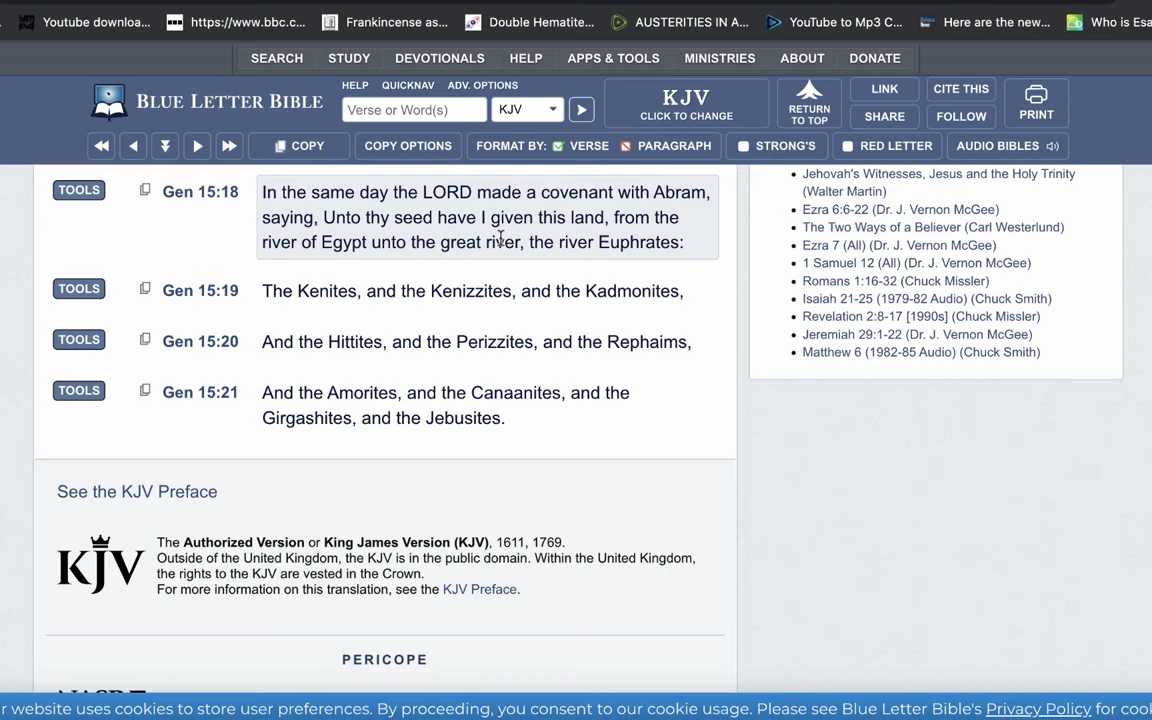 Youtube downloa...
https://www.bbc.c...
Frankincense as...
Double Hematite...
AUSTERITIES IN A...
YouTube to Mp3 C...
Here are the new...
Who is Esa
SEARCH STUDY DEVOTIONALS HELP APPS & TOOLS MINISTRIES ABOUT DONATE
BLUE LETTER BIBLE
HELP QUICKNAV ADV. OPTIONS
Verse or Word(s)
KJV
KJV
CLICK TO CHANGE
RETURN
TO TOP
LINK
CITE THIS
SHARE
FOLLOW
PRINT
COPY
COPY OPTIONS
FORMAT BY: VERSE PARAGRAPH
STRONG'S
RED LETTER
AUDIO BIBLES
TOOLS
Gen 15:18
In the same day the LORD made a covenant with Abram,
saying, Unto thy seed have I given this land, from the
river of Egypt unto the great river, the river Euphrates:
TOOLS
Gen 15:19
The Kenites, and the Kenizzites, and the Kadmonites,
TOOLS
Gen 15:20
And the Hittites, and the Perizzites, and the Rephaims,
TOOLS
Gen 15:21
And the Amorites, and the Canaanites, and the
Girgashites, and the Jebusites.
See the KJV Preface
KJV
The Authorized Version or King James Version (KJV), 1611, 1769.
Outside of the United Kingdom, the KJV is in the public domain. Within the United Kingdom,
the rights to the KJV are vested in the Crown.
For more information on this translation, see the KJV Preface.
PERICOPE
Jehovah's Witnesses, Jesus and the Holy Trinity
(Walter Martin)
Ezra 6:6-22 (Dr. J. Vernon McGee)
The Two Ways of a Believer (Carl Westerlund)
Ezra 7 (All) (Dr. J. Vernon McGee)
1 Samuel 12 (All) (Dr. J. Vernon McGee)
Romans 1:16-32 (Chuck Missler)
Isaiah 21-25 (1979-82 Audio) (Chuck Smith)
Revelation 2:8-17 [1990s] (Chuck Missler)
Jeremiah 29:1-22 (Dr. J. Vernon McGee)
Matthew 6 (1982-85 Audio) (Chuck Smith)
r website uses cookies to store user preferences. By proceeding, you consent to our cookie usage. Please see Blue Letter Bible's Privacy Policy for cook